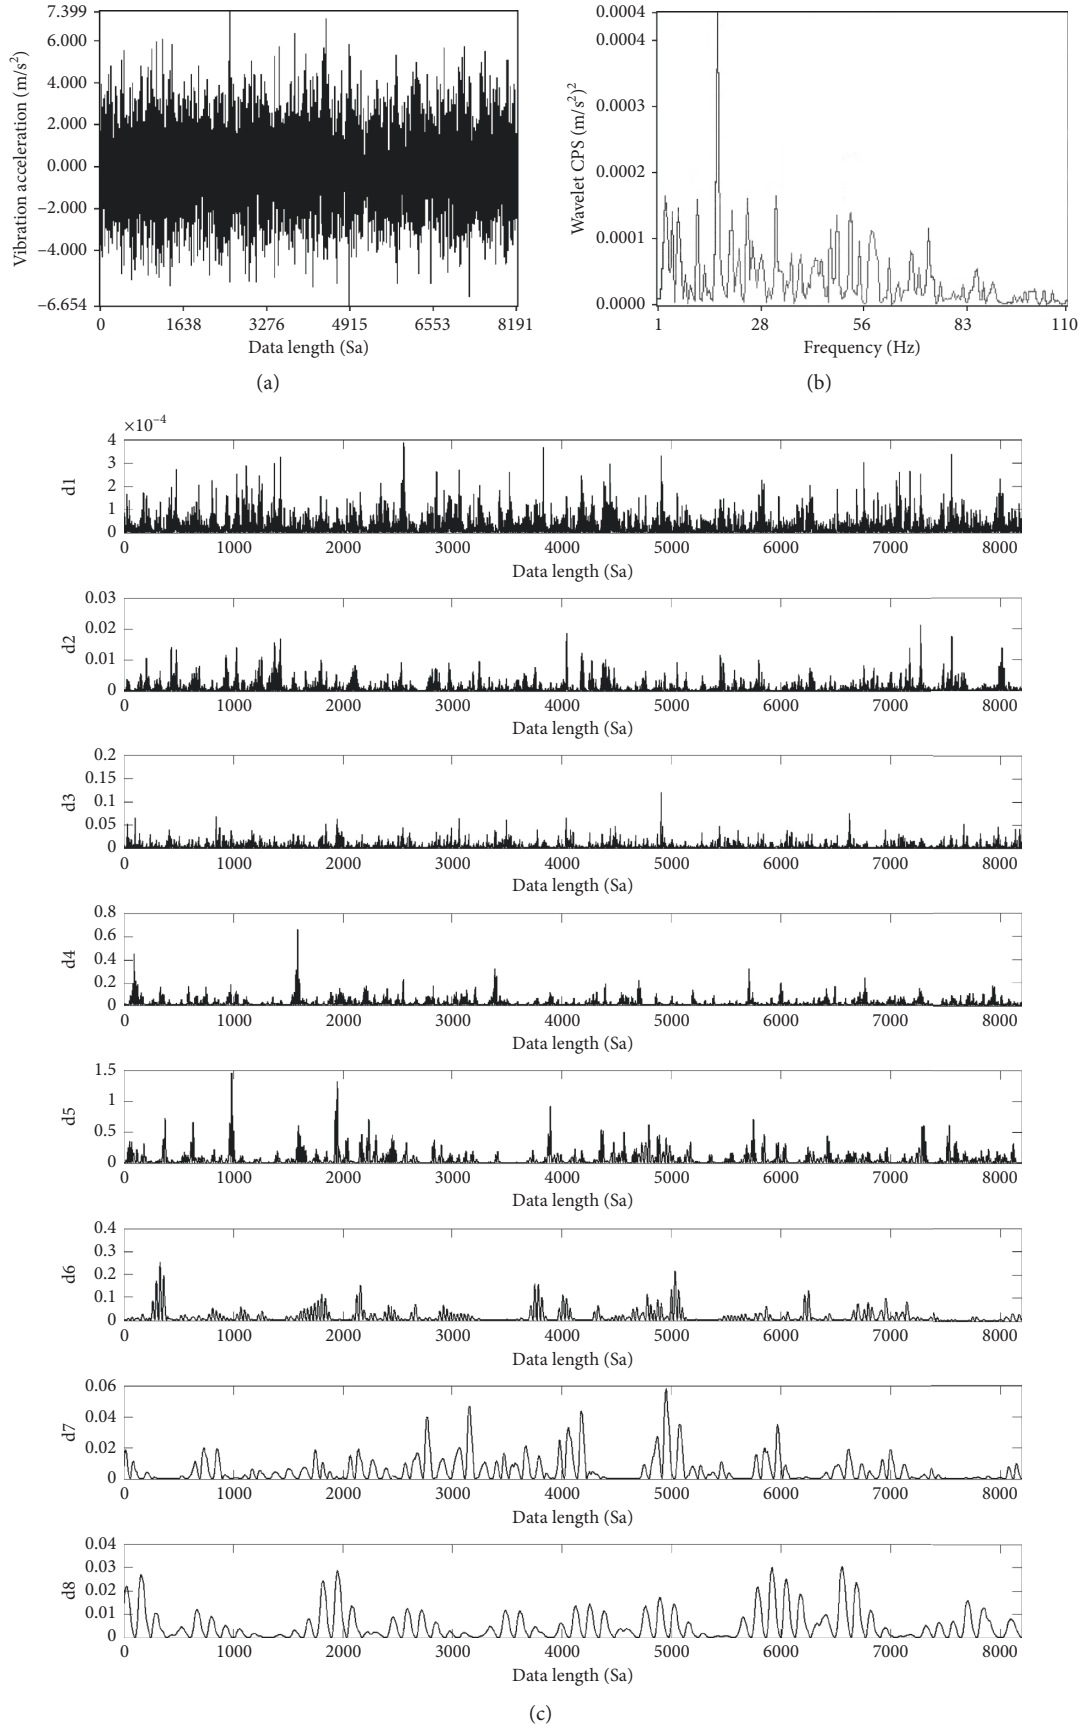 7.399
6.000
4.000
2.000
0.000
−2.000
−4.000
−6.654
Vibration acceleration (m/s²)
0 1638 3276 4915 6553 8191
Data length (Sa)
(a)
0.0004
0.0004
0.0003
0.0002
0.0001
0.0000
Wavelet CPS (m/s²)²
1 28 56 83 110
Frequency (Hz)
(b)
×10⁻⁴
4
3
2
1
0
d1
0 1000 2000 3000 4000 5000 6000 7000 8000
Data length (Sa)
0.03
0.02
0.01
0
d2
0 1000 2000 3000 4000 5000 6000 7000 8000
Data length (Sa)
0.2
0.15
0.1
0.05
0
d3
0 1000 2000 3000 4000 5000 6000 7000 8000
Data length (Sa)
0.8
0.6
0.4
0.2
0
d4
0 1000 2000 3000 4000 5000 6000 7000 8000
Data length (Sa)
1.5
1
0.5
0
d5
0 1000 2000 3000 4000 5000 6000 7000 8000
Data length (Sa)
0.4
0.3
0.2
0.1
0
d6
0 1000 2000 3000 4000 5000 6000 7000 8000
Data length (Sa)
0.06
0.04
0.02
0
d7
0 1000 2000 3000 4000 5000 6000 7000 8000
Data length (Sa)
0.04
0.03
0.02
0.01
0
d8
0 1000 2000 3000 4000 5000 6000 7000 8000
Data length (Sa)
(c)